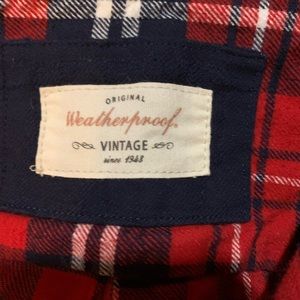 ORIGINAL
Weatherproof.
VINTAGE
since 1948